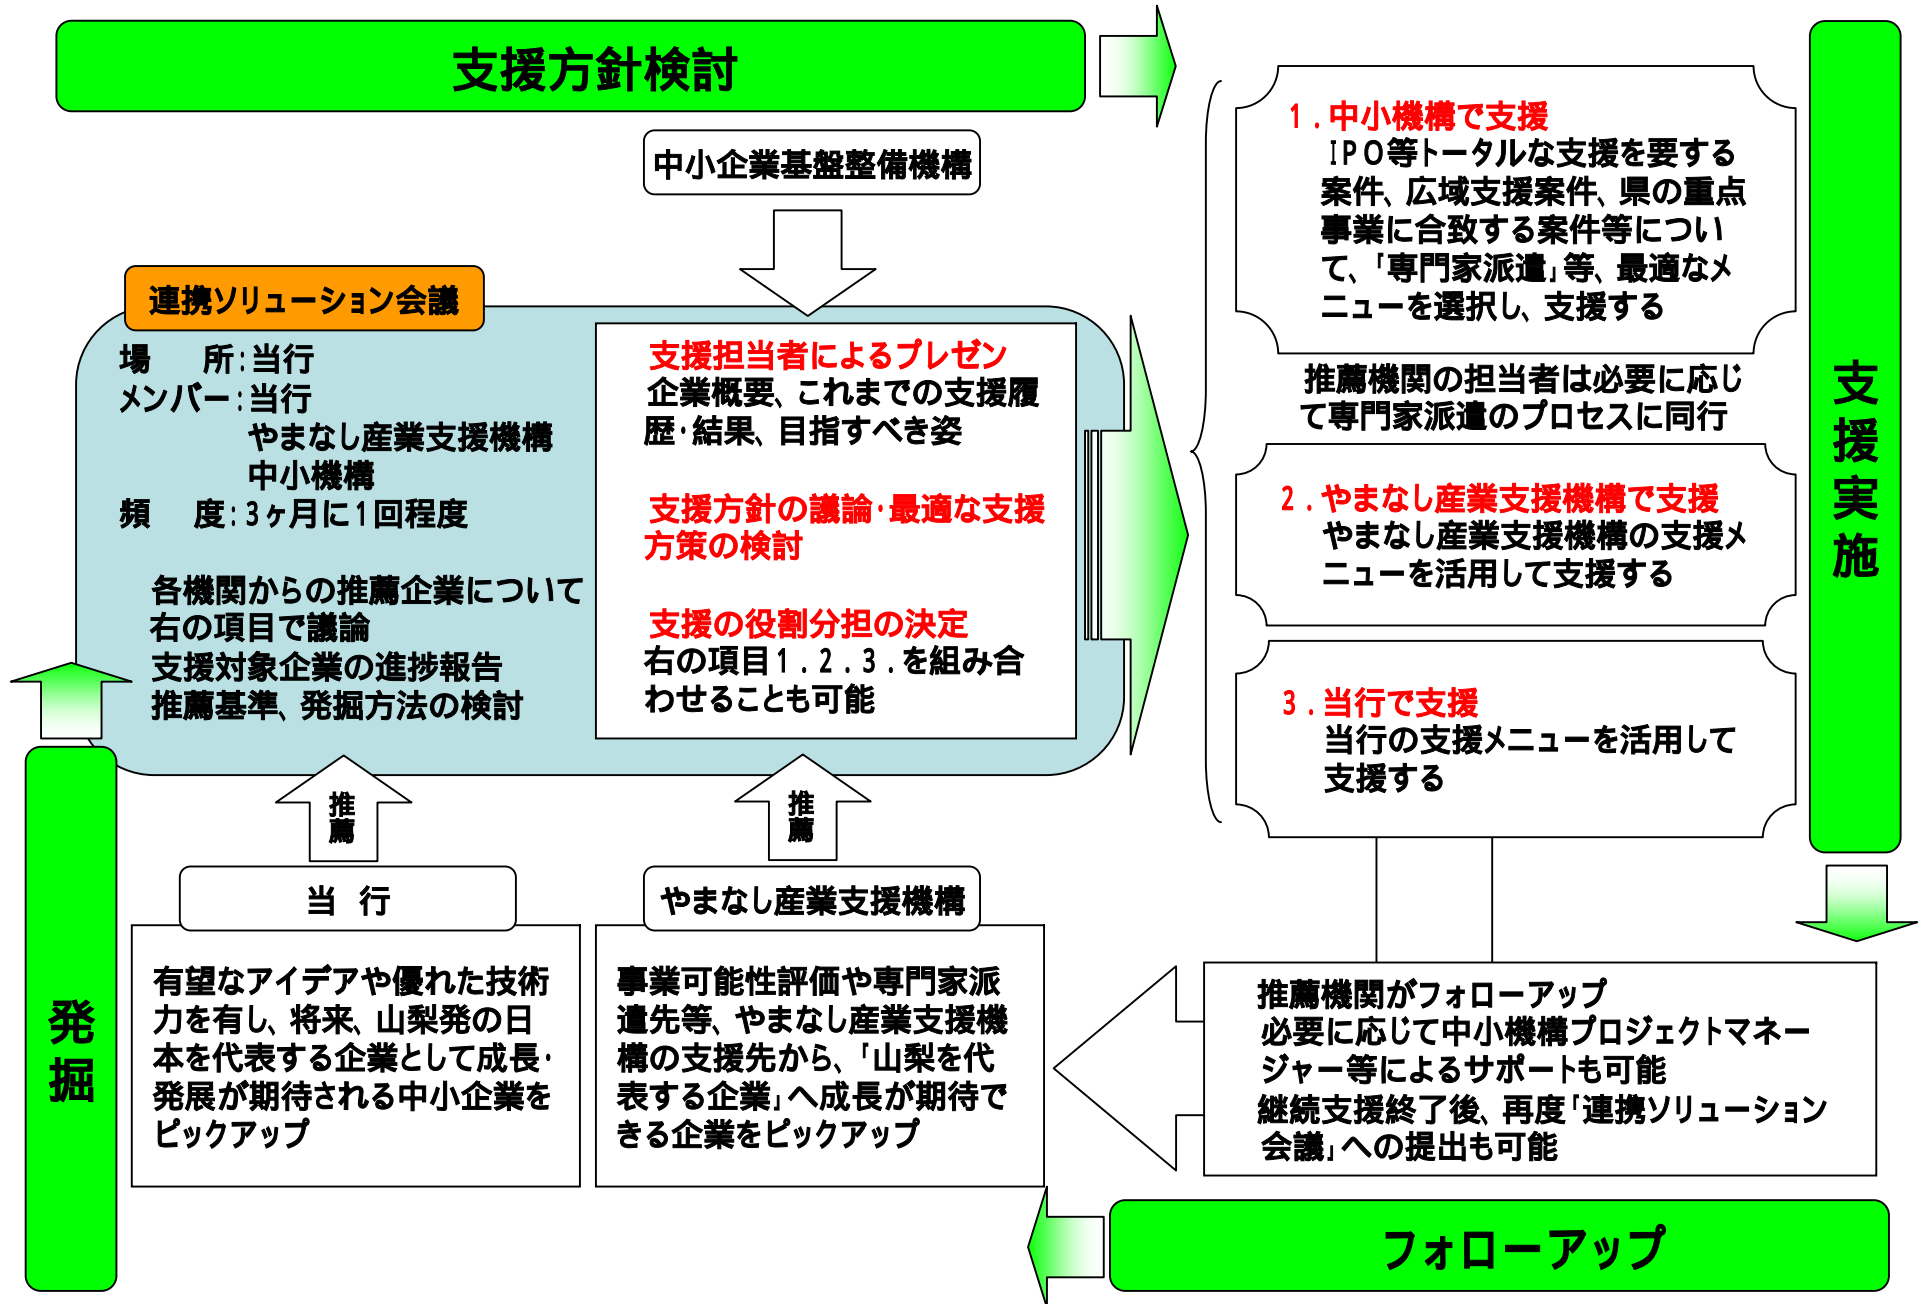 支援方針検討
中小企業基盤整備機構
連携ソリューション会議
場　所：当行
メンバー：当行
やまなし産業支援機構
中小機構
頻　度：3ヶ月に1回程度
各機関からの推薦企業について
右の項目で議論
支援対象企業の進捗報告
推薦基準、発掘方法の検討
支援担当者によるプレゼン
企業概要、これまでの支援履
歴・結果、目指すべき姿
支援方針の議論・最適な支援
方策の検討
支援の役割分担の決定
右の項目1．2．3．を組み合
わせることも可能
1．中小機構で支援
IPO等トータルな支援を要する
案件、広域支援案件、県の重点
事業に合致する案件等につい
て、「専門家派遣」等、最適なメ
ニューを選択し、支援する
推薦機関の担当者は必要に応じ
て専門家派遣のプロセスに同行
2．やまなし産業支援機構で支援
やまなし産業支援機構の支援メ
ニューを活用して支援する
3．当行で支援
当行の支援メニューを活用して
支援する
支援実施
推薦
推薦
当　行
有望なアイデアや優れた技術
力を有し、将来、山梨発の日
本を代表する企業として成長・
発展が期待される中小企業を
ピックアップ
やまなし産業支援機構
事業可能性評価や専門家派
遣先等、やまなし産業支援機
構の支援先から、「山梨を代
表する企業」へ成長が期待で
きる企業をピックアップ
推薦機関がフォローアップ
必要に応じて中小機構プロジェクトマネー
ジャー等によるサポートも可能
継続支援終了後、再度「連携ソリューション
会議」への提出も可能
発掘
フォローアップ